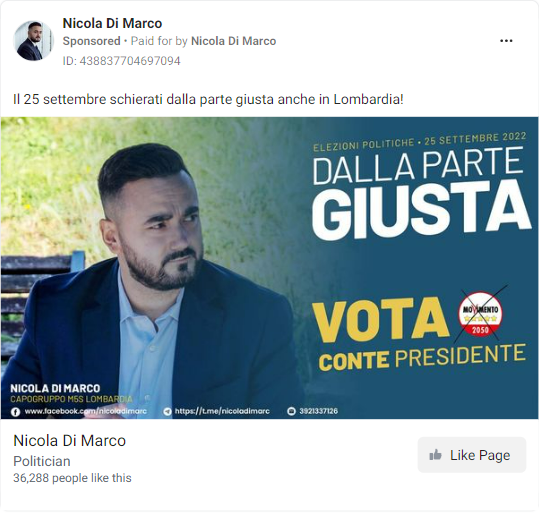 Nicola Di Marco
Sponsored • Paid for by Nicola Di Marco
ID: 438837704697094
Il 25 settembre schierati dalla parte giusta anche in Lombardia!
ELEZIONI POLITICHE • 25 SETTEMBRE 2022
DALLA PARTE
GIUSTA
VOTA
MOVIMENTO
2050
CONTE PRESIDENTE
NICOLA DI MARCO
CAPOGRUPPO M5S LOMBARDIA
www.facebook.com/nicoladimarc https://t.me/nicoladimarc 3921337126
Nicola Di Marco
Politician
36,288 people like this
Like Page